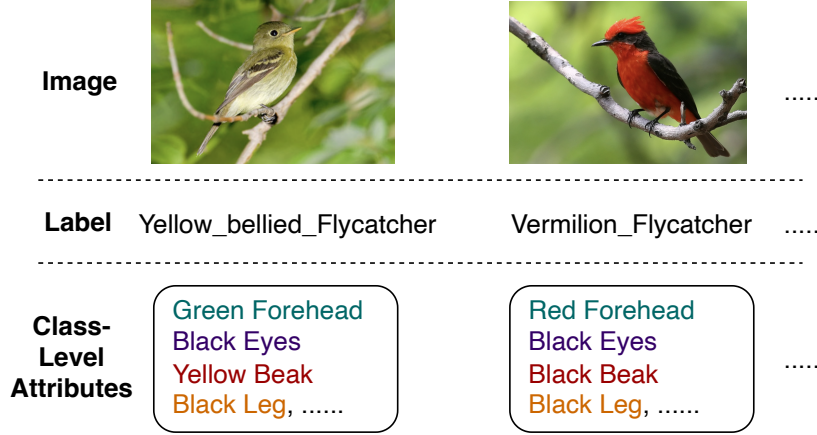 Image
.....
Label Yellow_bellied_Flycatcher Vermilion_Flycatcher .....
Class-
Level
Attributes
Green Forehead
Black Eyes
Yellow Beak
Black Leg, ......
Red Forehead
Black Eyes
Black Beak
Black Leg, ......
.....